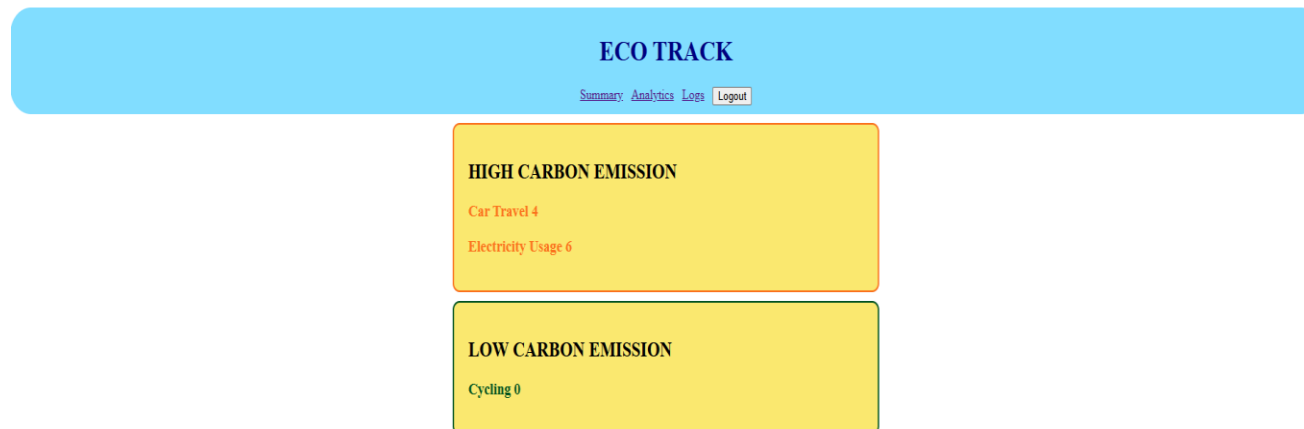 ECO TRACK
Summary Analytics Logs Logout
HIGH CARBON EMISSION
Car Travel 4
Electricity Usage 6
LOW CARBON EMISSION
Cycling 0